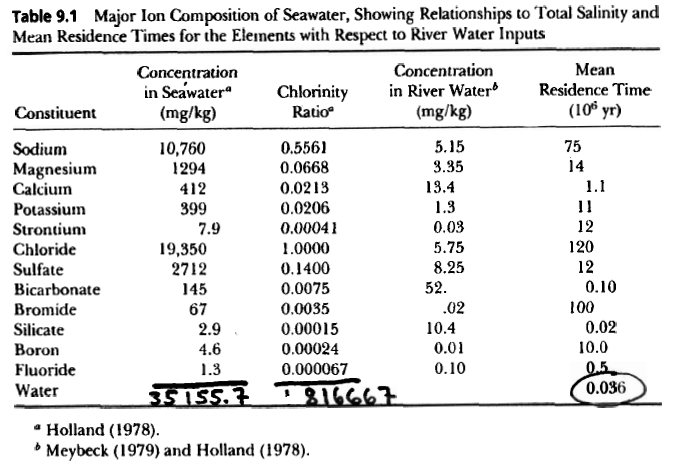 Table 9.1 Major Ion Composition of Seawater, Showing Relationships to Total Salinity and
Mean Residence Times for the Elements with Respect to River Water Inputs
Constituent Concentration in Seawaterᵃ (mg/kg) Chlorinity Ratioᵃ Concentration in River Waterᵇ (mg/kg) Mean Residence Time (10⁶ yr)
Sodium 10,760 0.5561 5.15 75
Magnesium 1294 0.0668 3.35 14
Calcium 412 0.0213 13.4 1.1
Potassium 399 0.0206 1.3 11
Strontium 7.9 0.00041 0.03 12
Chloride 19,350 1.0000 5.75 120
Sulfate 2712 0.1400 8.25 12
Bicarbonate 145 0.0075 52. 0.10
Bromide 67 0.0035 .02 100
Silicate 2.9 0.00015 10.4 0.02
Boron 4.6 0.00024 0.01 10.0
Fluoride 1.3 0.000067 0.10 0.5
Water 35155.7 1.816667 0.036
ᵃ Holland (1978).
ᵇ Meybeck (1979) and Holland (1978).